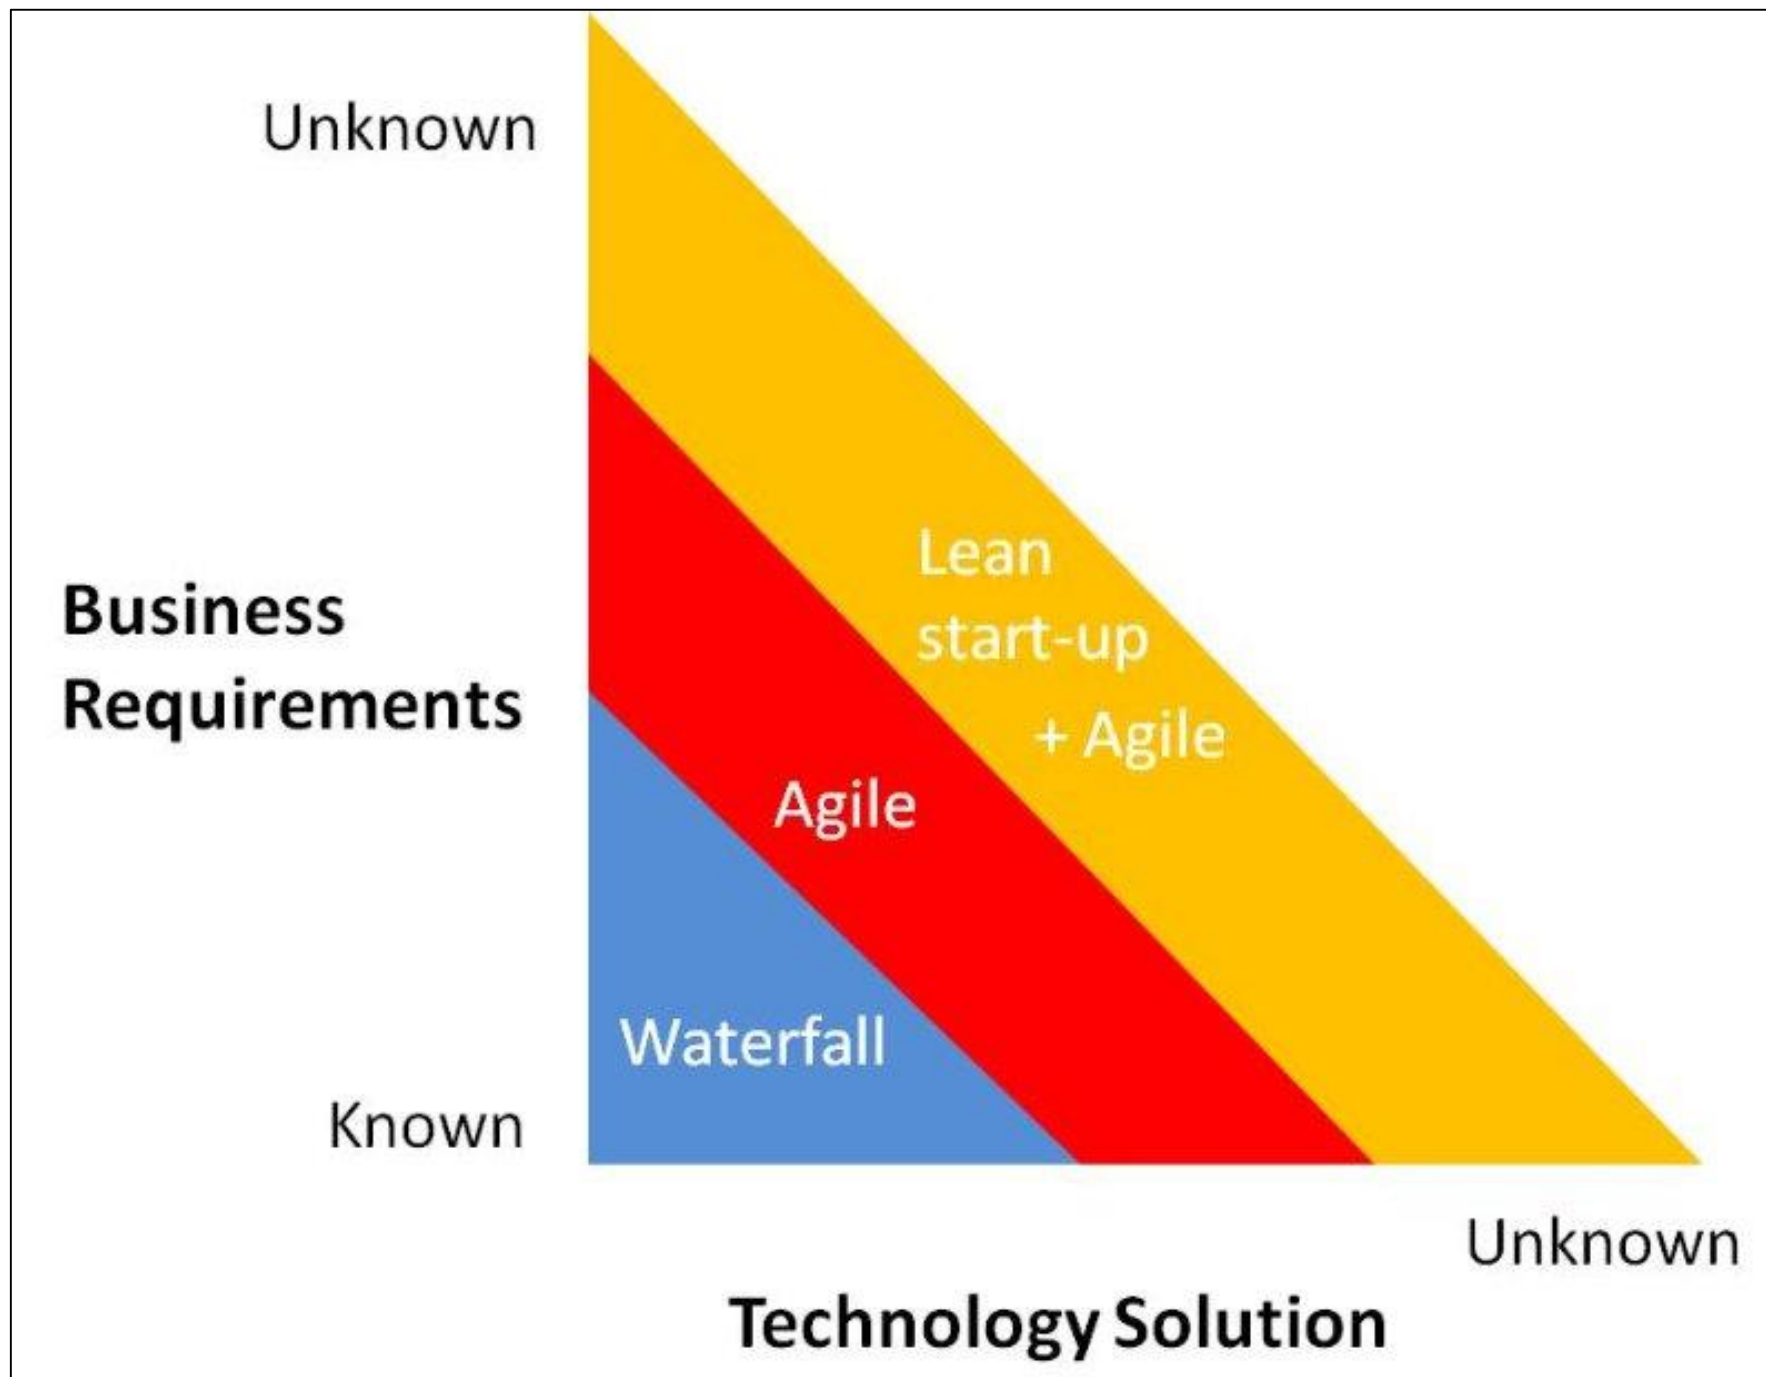 Unknown
Lean
start-up
+ Agile
Business
Requirements
Agile
Waterfall
Known
Unknown
Technology Solution